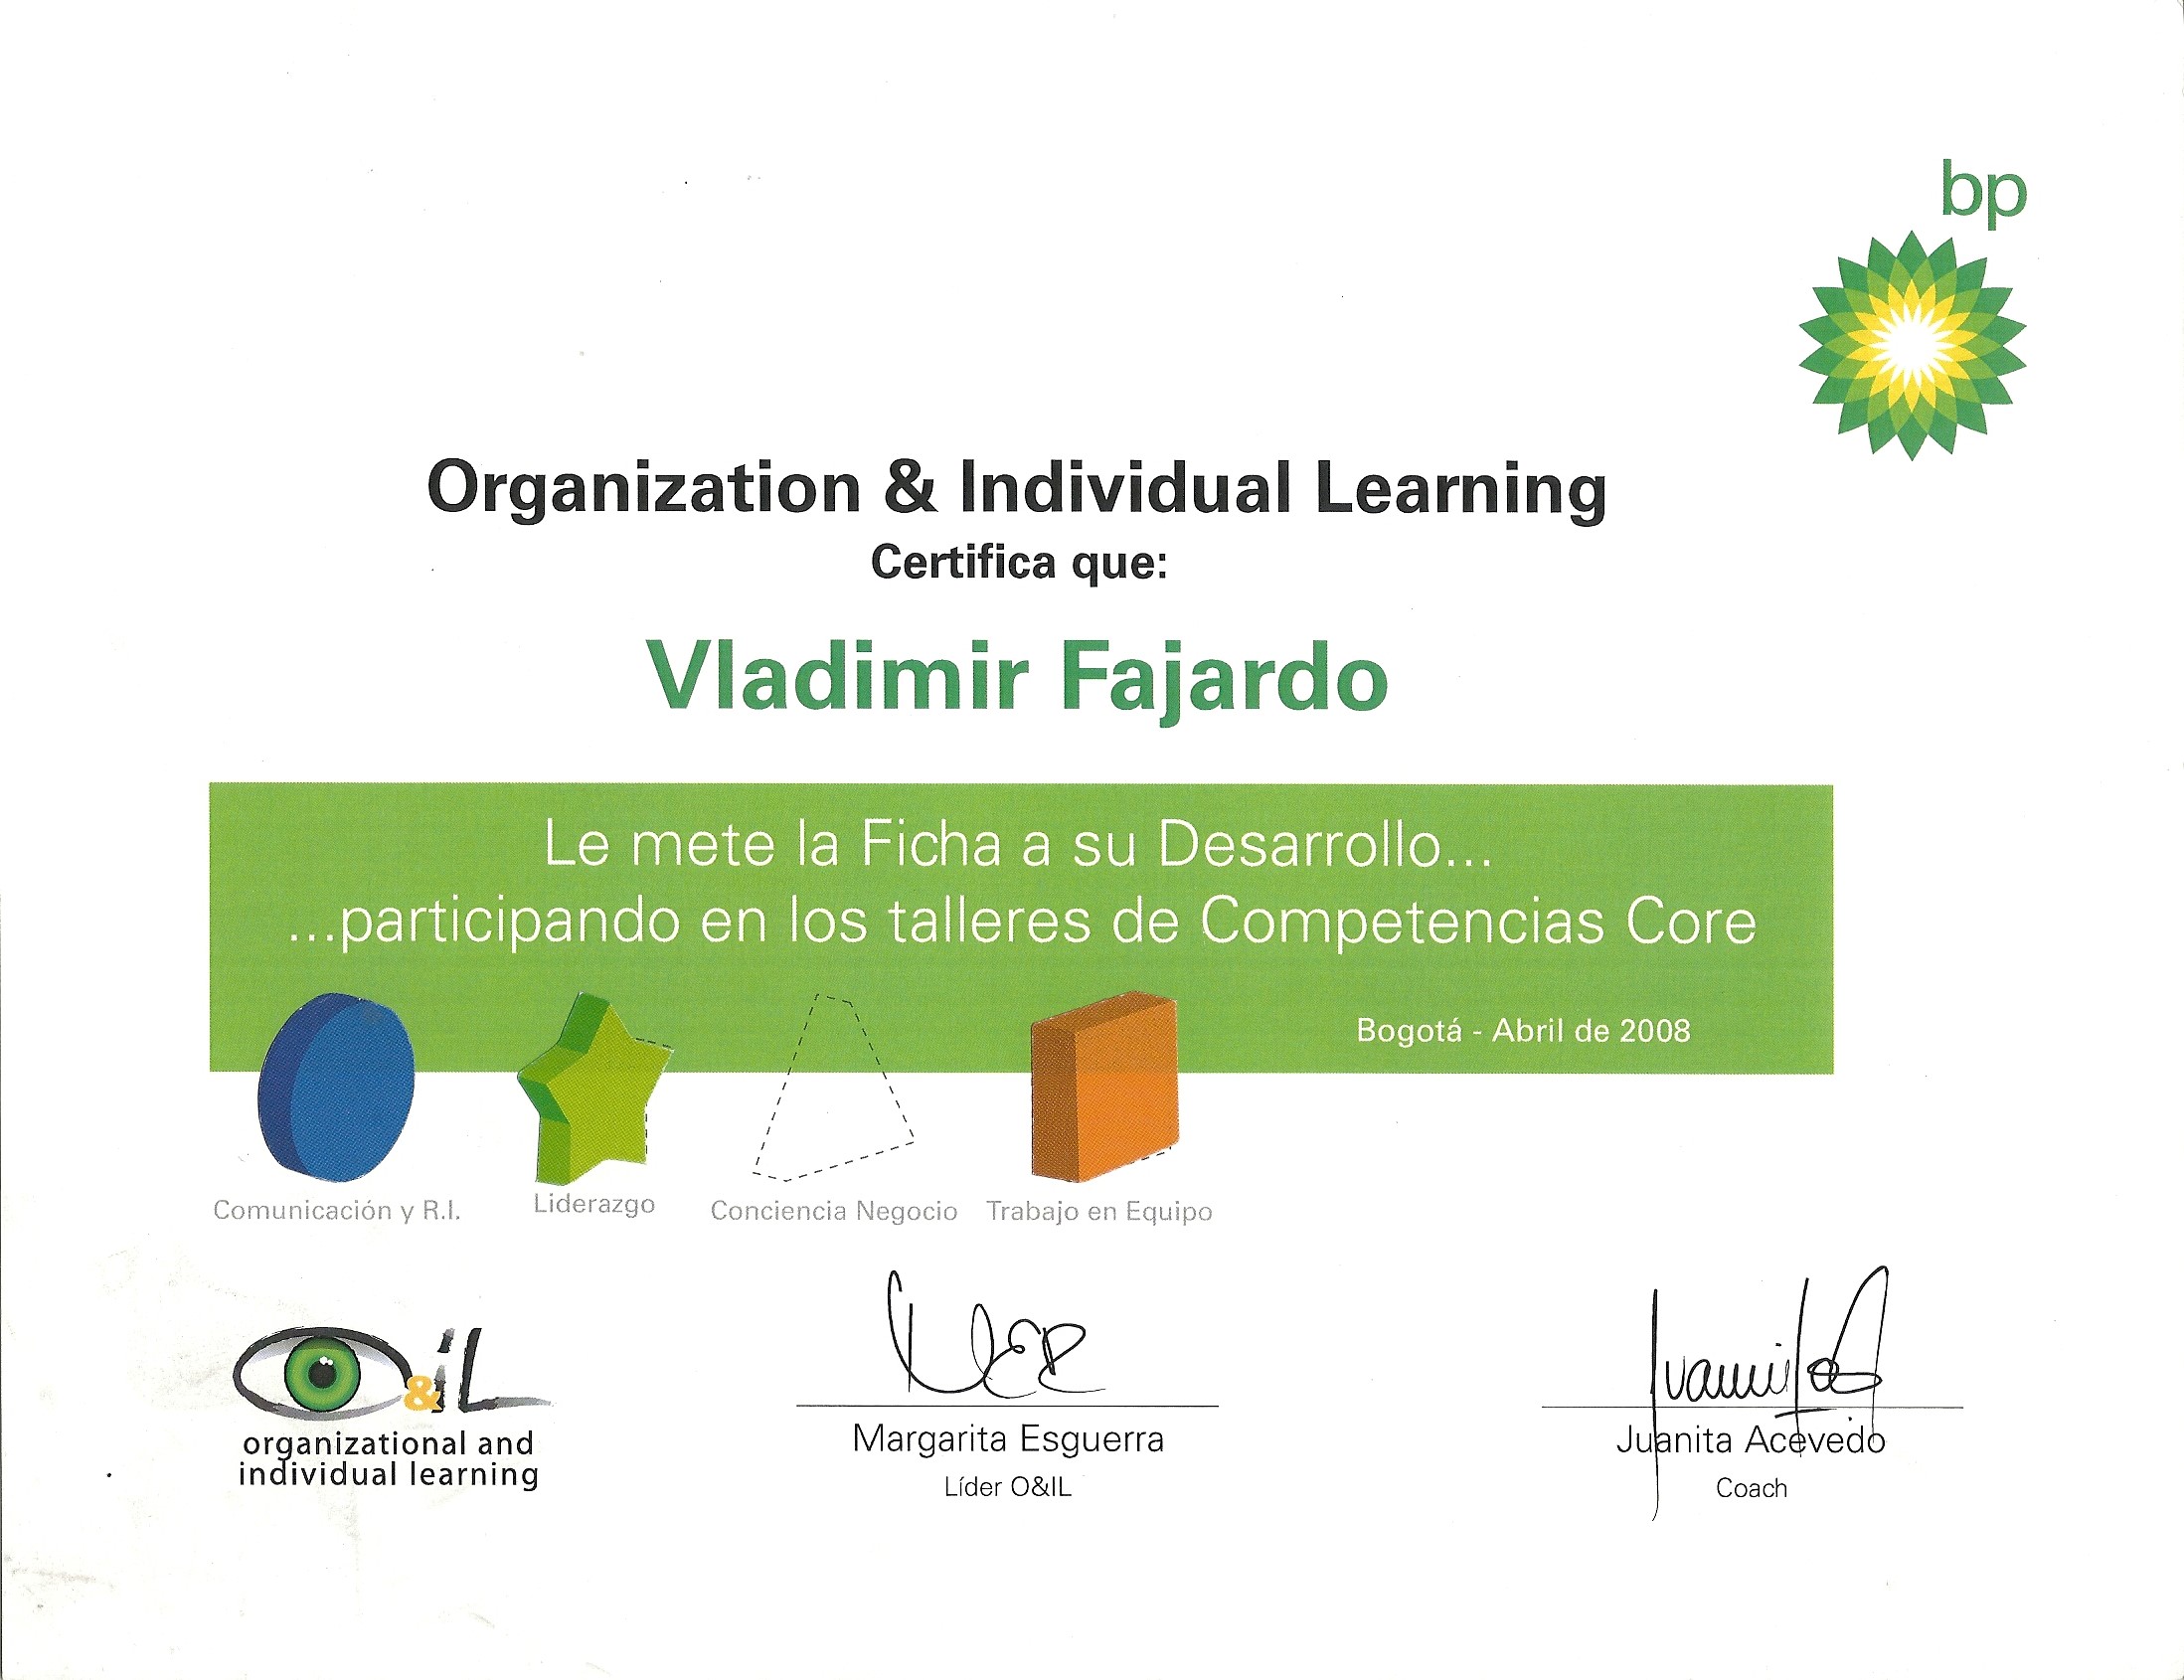 bp
Organization & Individual Learning
Certifica que:
Vladimir Fajardo
Le mete la Ficha a su Desarrollo...
...participando en los talleres de Competencias Core
Bogotá - Abril de 2008
Comunicación y R.I.
Liderazgo
Conciencia Negocio
Trabajo en Equipo
&iL
organizational and
individual learning
Margarita Esguerra
Líder O&IL
Juanita Acevedo
Coach